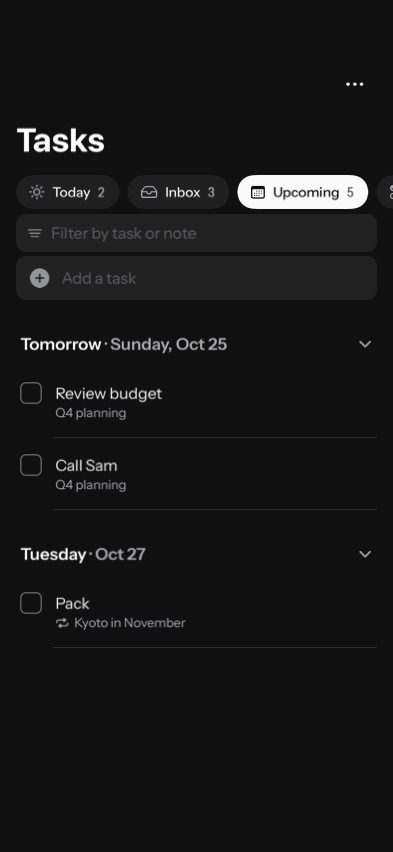 Tasks
Today 2
Inbox 3
Upcoming 5
Filter by task or note
Add a task
Tomorrow · Sunday, Oct 25
Review budget
Q4 planning
Call Sam
Q4 planning
Tuesday · Oct 27
Pack
Kyoto in November